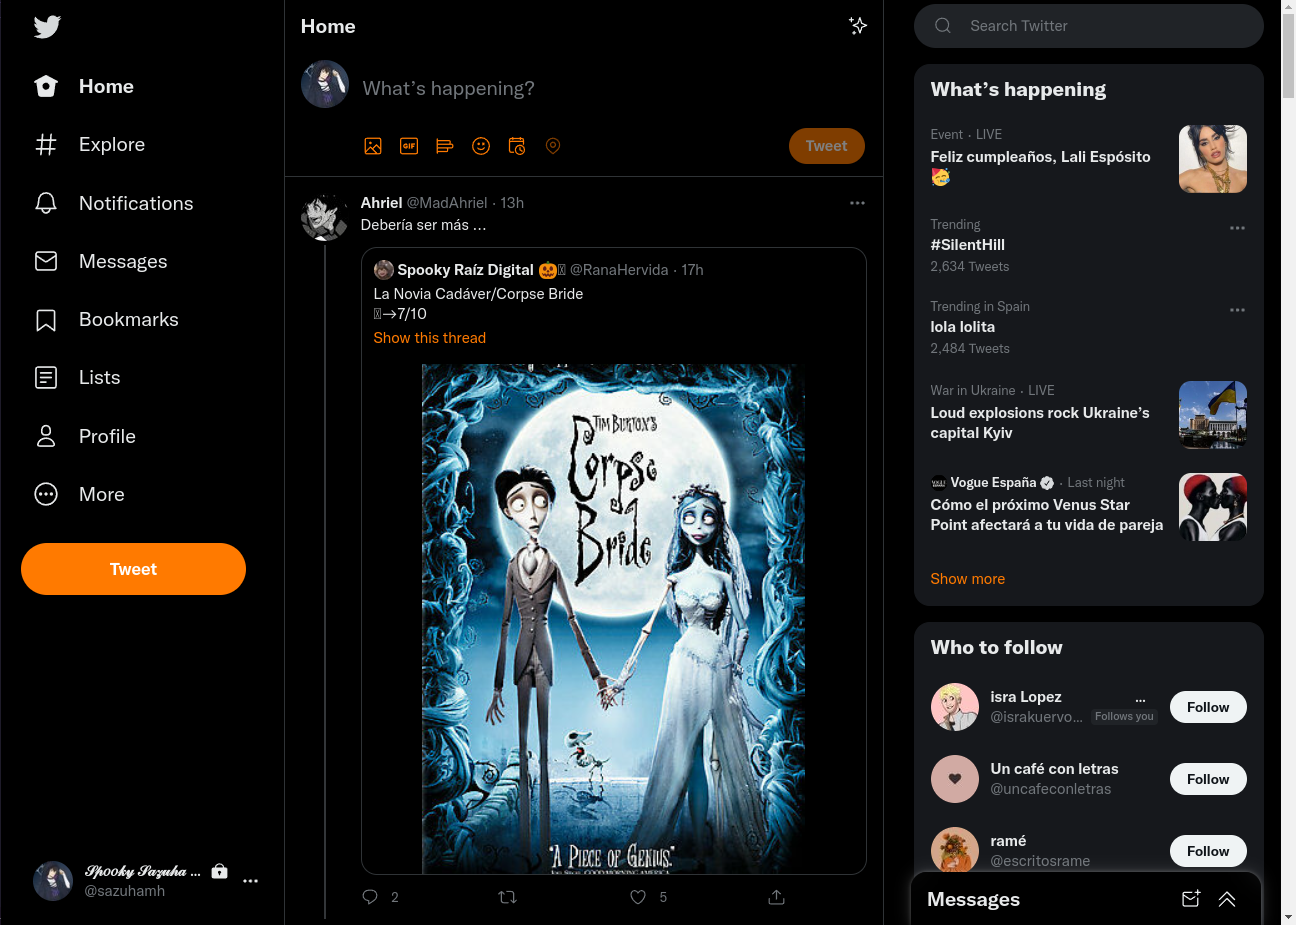 Home
Explore
Notifications
Messages
Bookmarks
Lists
Profile
More
Tweet
Spooky Sazuha ...
@sazuhamh
Home
What's happening?
GIF
Tweet
Ahriel @MadAhriel · 13h
Debería ser más ...
Spooky Raíz Digital 🎃 @RanaHervida · 17h
La Novia Cadáver/Corpse Bride
→7/10
Show this thread
TIM BURTON'S
Corpse
Bride
"A PIECE OF GENIUS."
2
5
Search Twitter
What's happening
Event · LIVE
Feliz cumpleaños, Lali Espósito
🥳
Trending
#SilentHill
2,634 Tweets
Trending in Spain
lola lolita
2,484 Tweets
War in Ukraine · LIVE
Loud explosions rock Ukraine's
capital Kyiv
Vogue España · Last night
Cómo el próximo Venus Star
Point afectará a tu vida de pareja
Show more
Who to follow
isra Lopez ...
@israkuervo... Follows you
Follow
Un café con letras
@uncafeconletras
Follow
ramé
@escritosrame
Follow
Messages